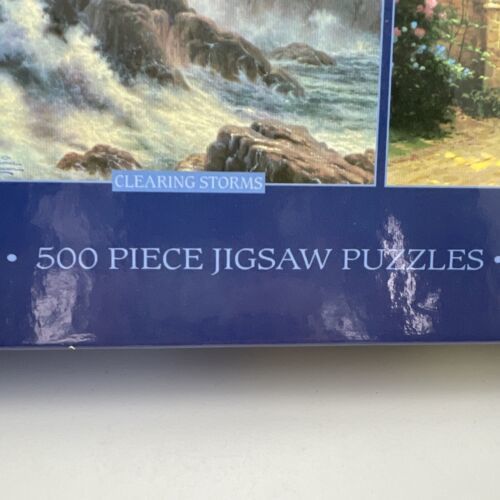 CLEARING STORMS
• 500 PIECE JIGSAW PUZZLES •